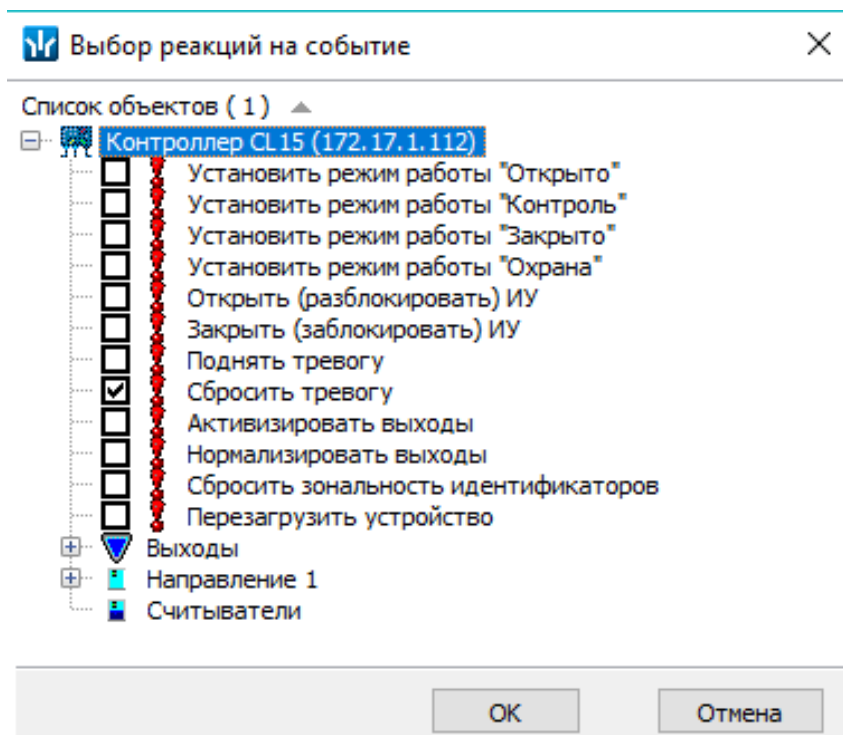 Выбор реакций на событие
Список объектов ( 1 )
Контроллер CL15 (172.17.1.112)
Установить режим работы "Открыто"
Установить режим работы "Контроль"
Установить режим работы "Закрыто"
Установить режим работы "Охрана"
Открыть (разблокировать) ИУ
Закрыть (заблокировать) ИУ
Поднять тревогу
Сбросить тревогу
Активизировать выходы
Нормализировать выходы
Сбросить зональность идентификаторов
Перезагрузить устройство
Выходы
Направление 1
Считыватели
ОК Отмена